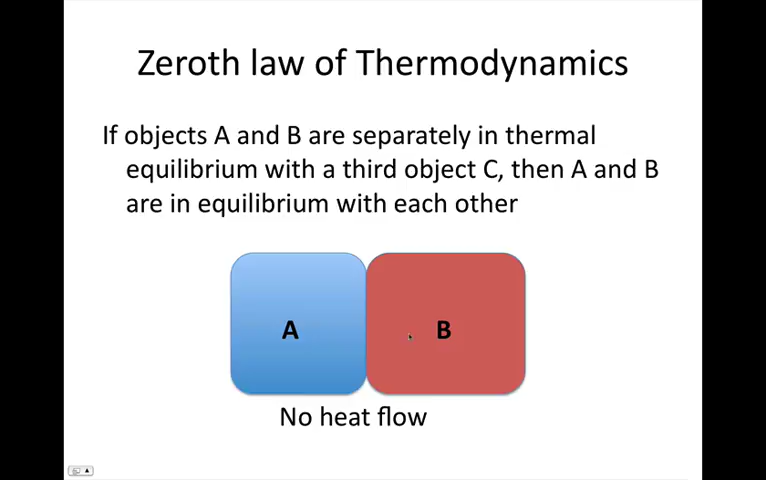 Zeroth law of Thermodynamics
If objects A and B are separately in thermal
equilibrium with a third object C, then A and B
are in equilibrium with each other
A
B
No heat flow